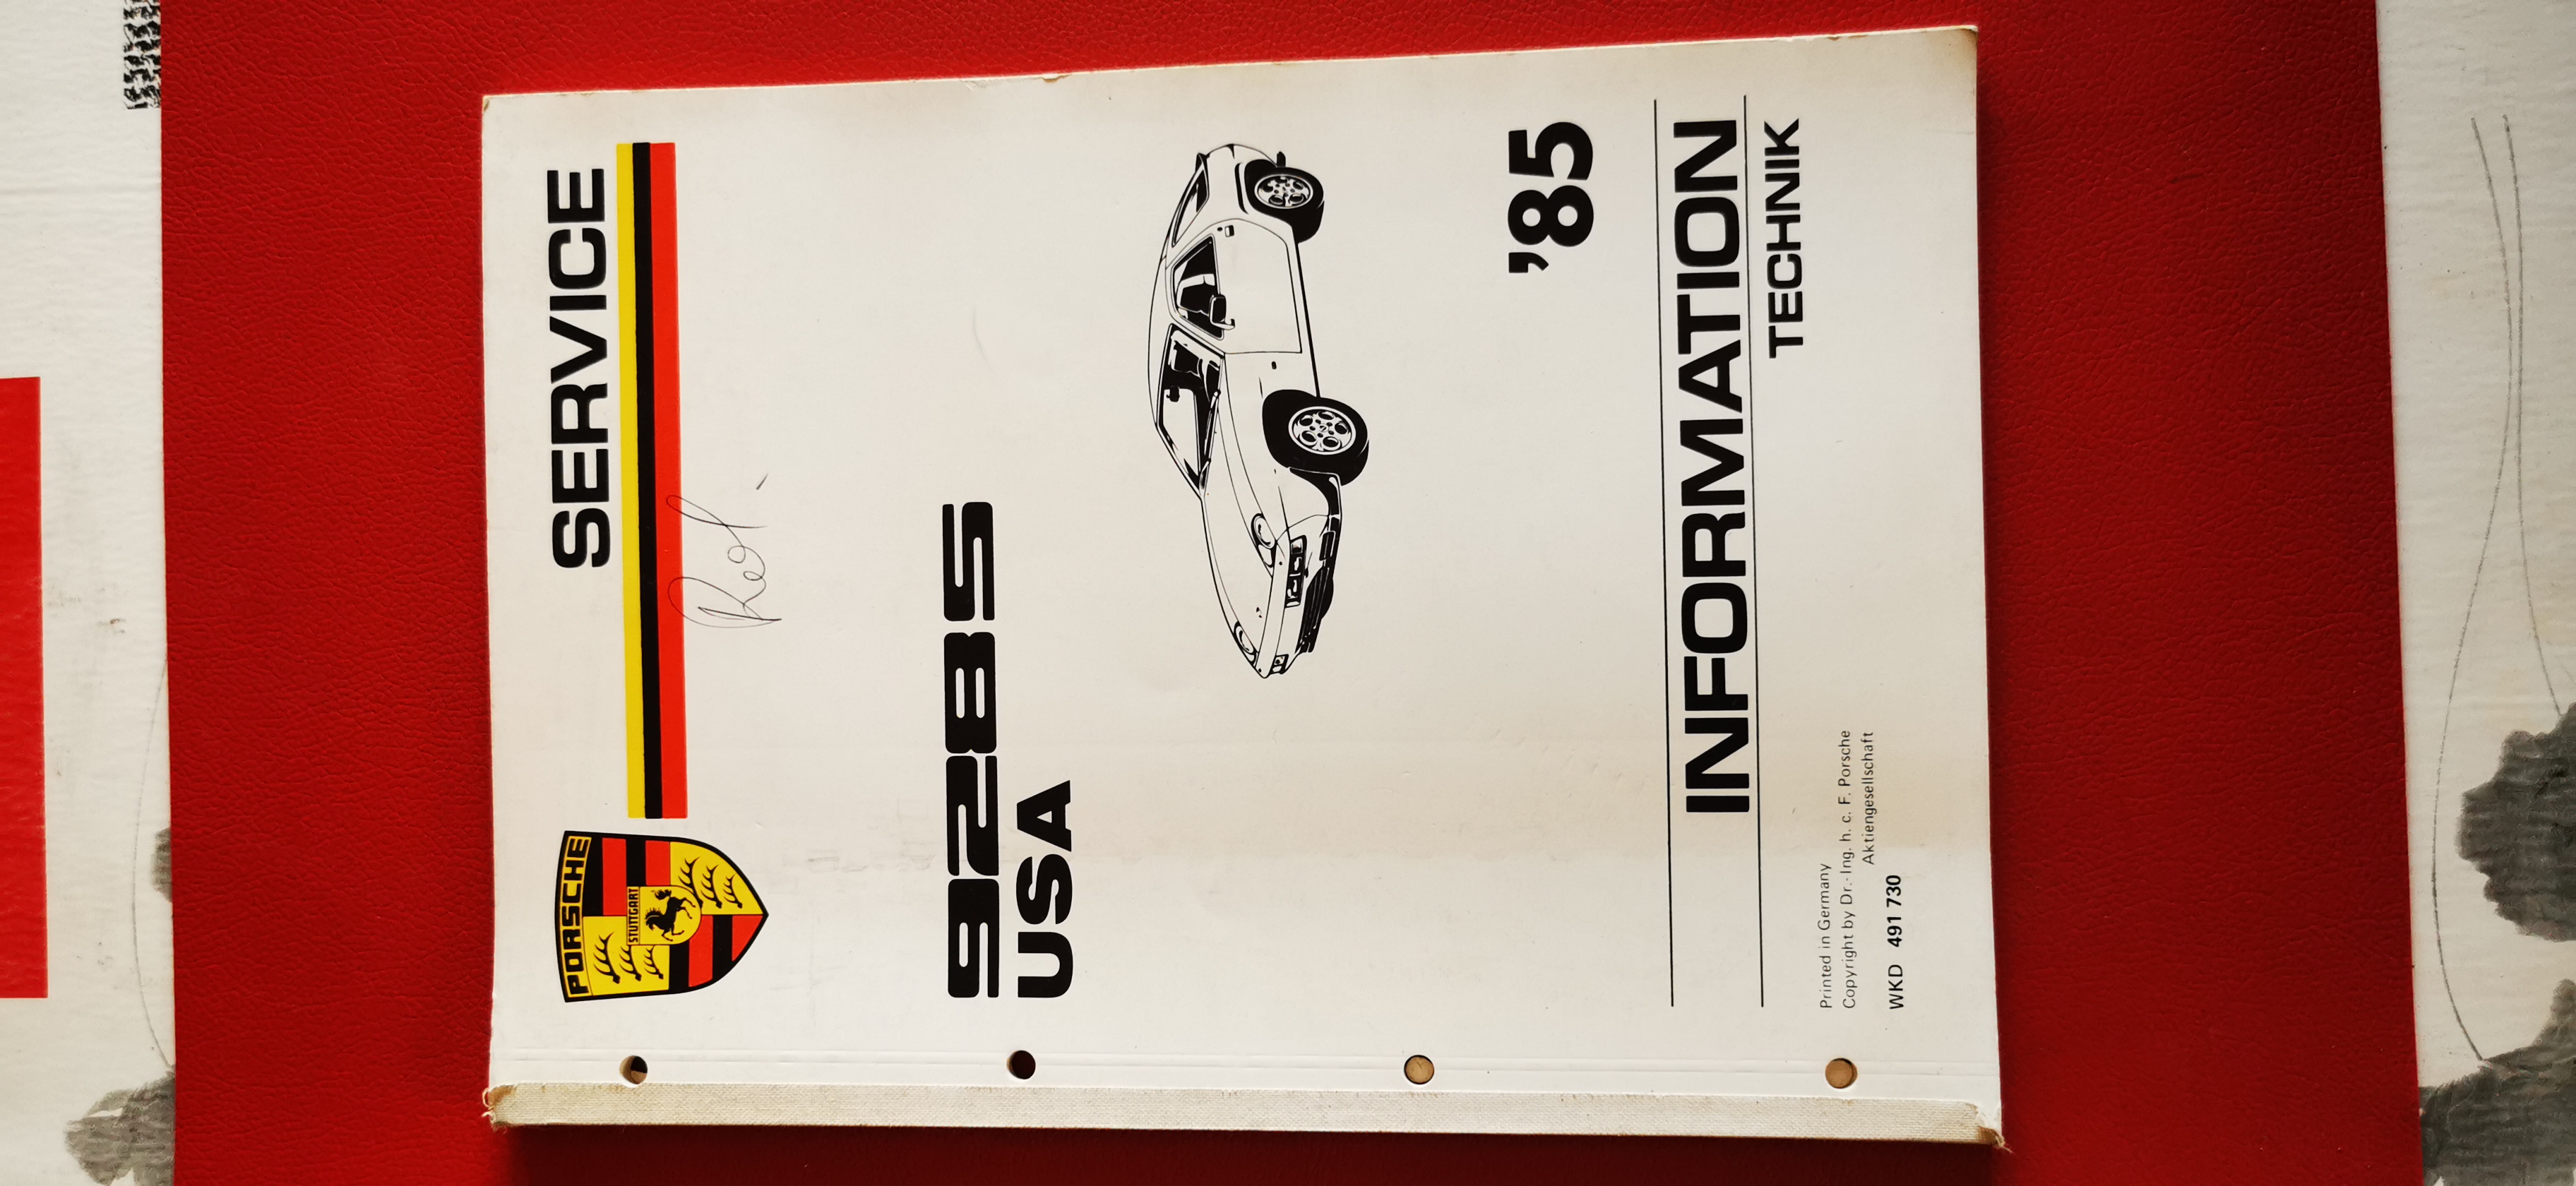 SERVICE
PORSCHE
STUTTGART
928 S
USA
'85
INFORMATION
TECHNIK
Printed in Germany
Copyright by Dr.-Ing. h. c. F. Porsche
Aktiengesellschaft
WKD 491 730